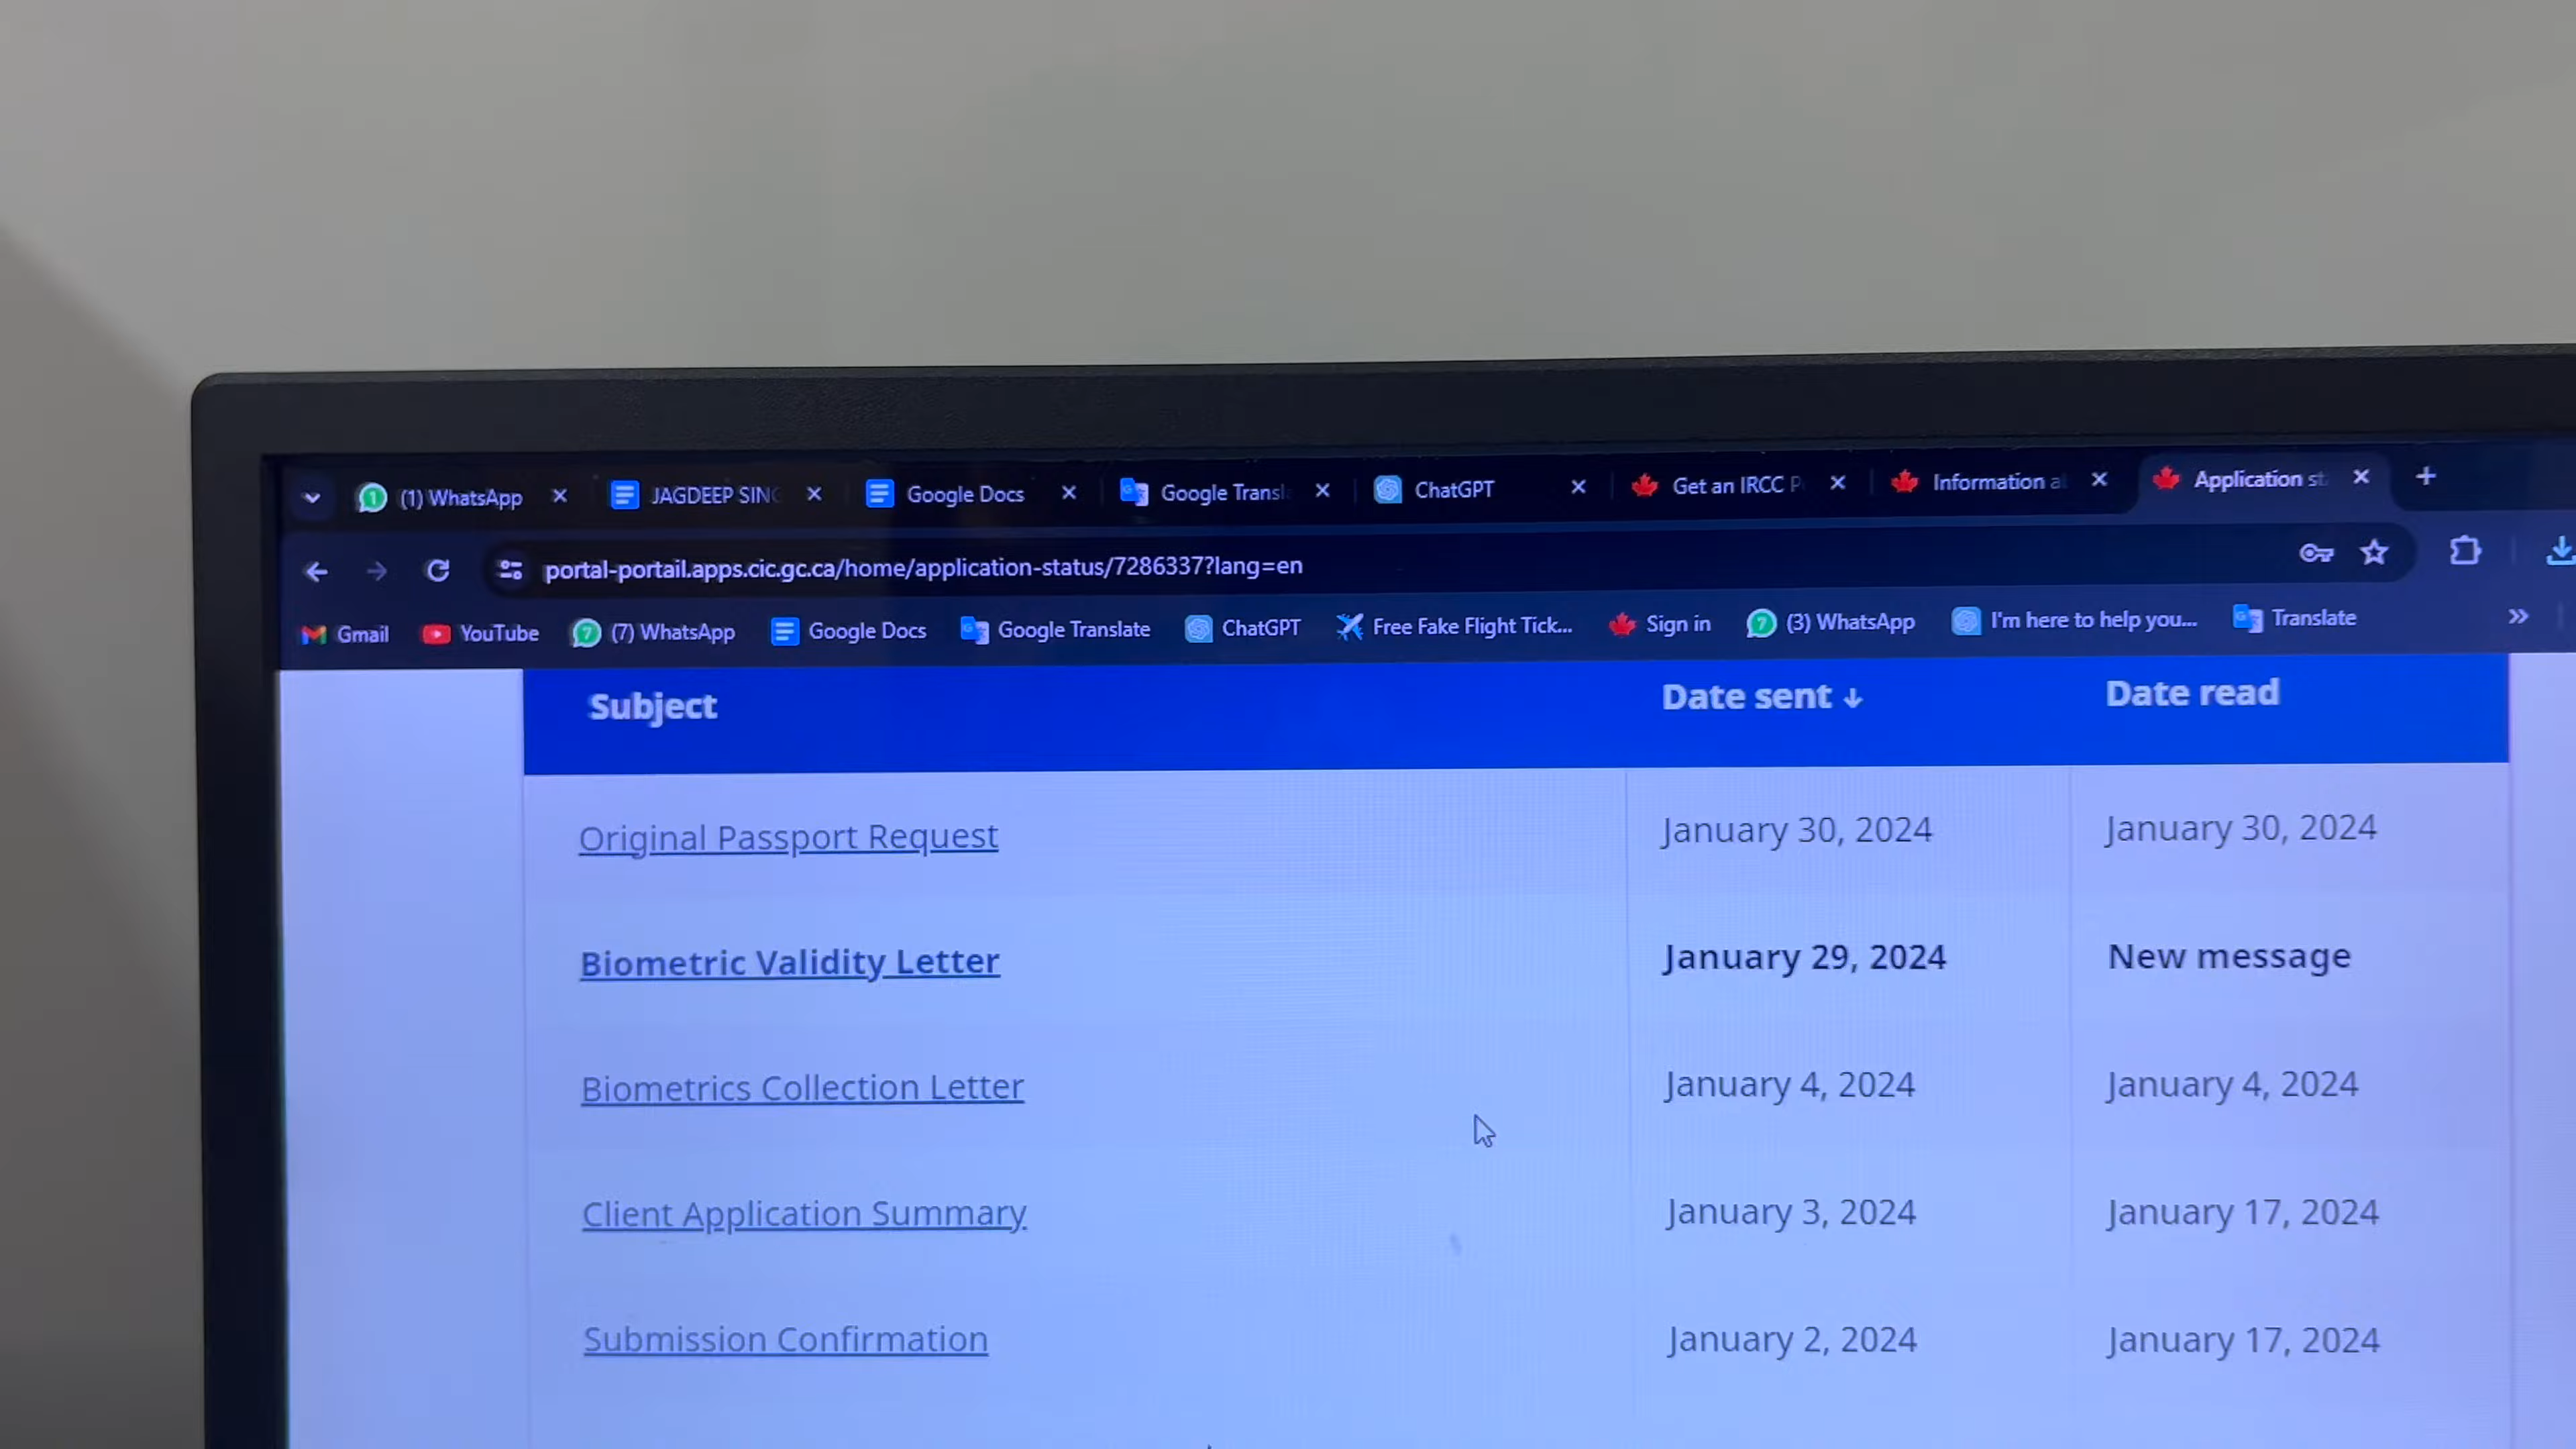 (1) WhatsApp JAGDEEP SING Google Docs Google Transl ChatGPT Get an IRCC P Information a Application st
portal-portail.apps.cic.gc.ca/home/application-status/7286337?lang=en
Gmail YouTube (7) WhatsApp Google Docs Google Translate ChatGPT Free Fake Flight Tick... Sign in (3) WhatsApp I'm here to help you... Translate »
Subject Date sent ↓ Date read
Original Passport Request January 30, 2024 January 30, 2024
Biometric Validity Letter January 29, 2024 New message
Biometrics Collection Letter January 4, 2024 January 4, 2024
Client Application Summary January 3, 2024 January 17, 2024
Submission Confirmation January 2, 2024 January 17, 2024